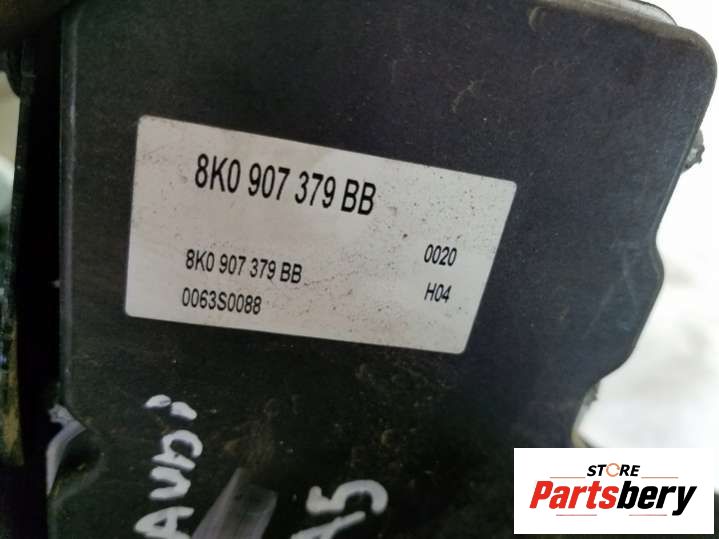 8K0 907 379 BB
8K0 907 379 BB 0020
0063S0088 H04
AUDI
A5
STORE
Partsbery